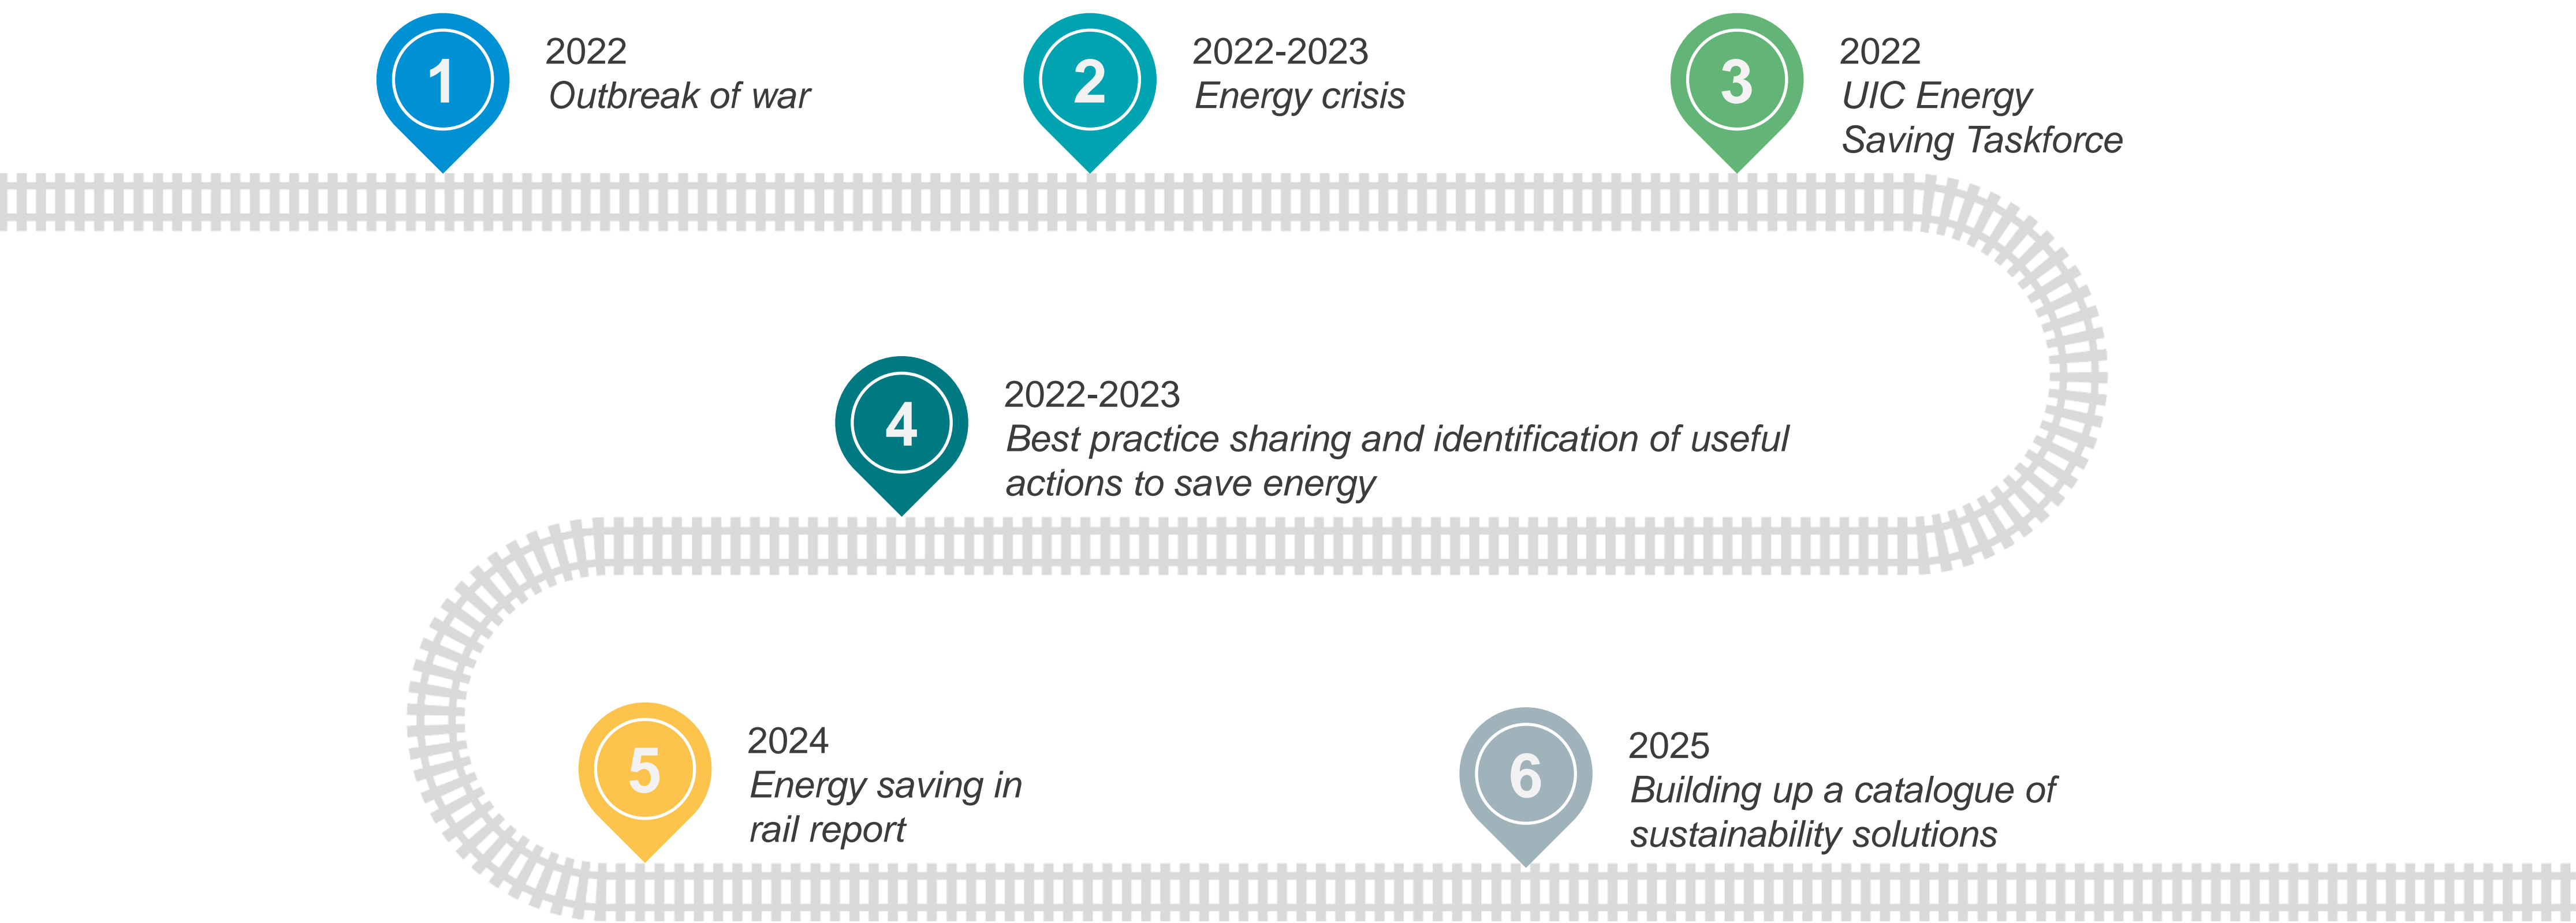 1
2022
Outbreak of war
2
2022-2023
Energy crisis
3
2022
UIC Energy
Saving Taskforce
4
2022-2023
Best practice sharing and identification of useful
actions to save energy
5
2024
Energy saving in
rail report
6
2025
Building up a catalogue of
sustainability solutions